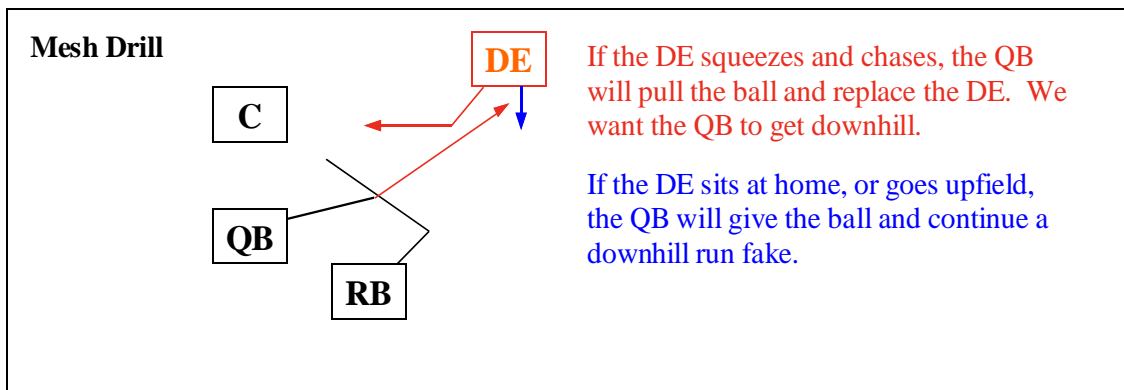 Mesh Drill
DE
C
QB
RB
If the DE squeezes and chases, the QB
will pull the ball and replace the DE.  We
want the QB to get downhill.
If the DE sits at home, or goes upfield,
the QB will give the ball and continue a
downhill run fake.